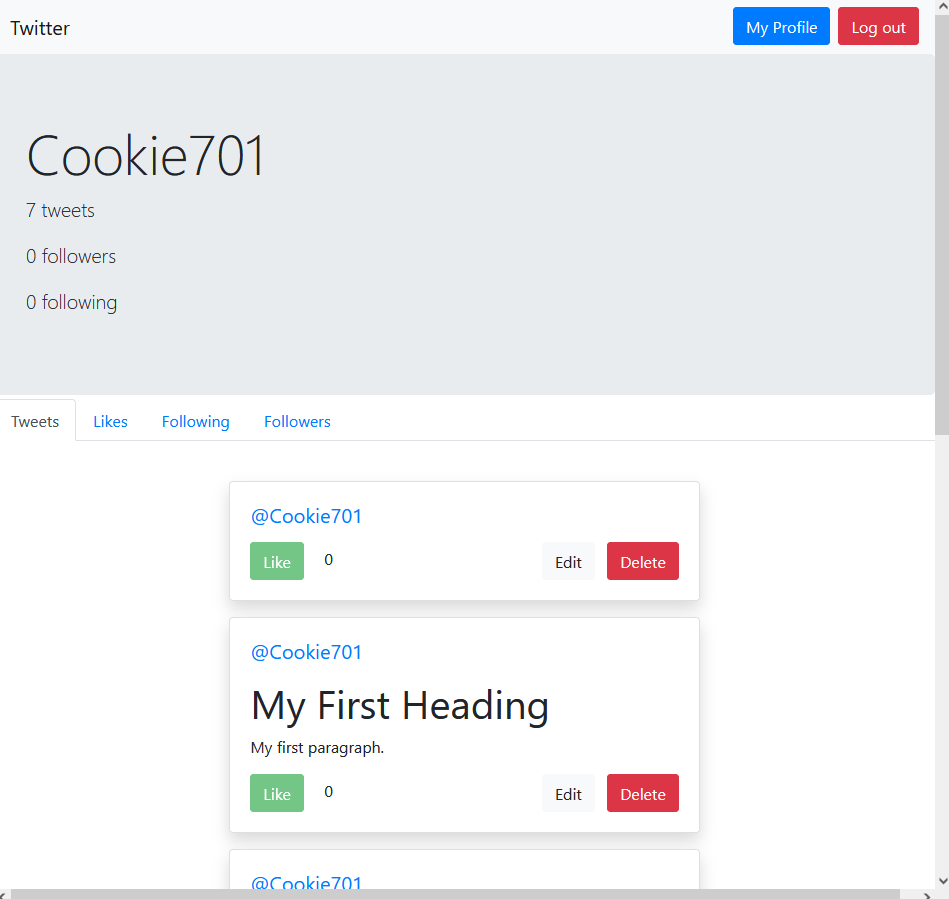 Twitter My Profile Log out
Cookie701
7 tweets
0 followers
0 following
Tweets Likes Following Followers
@Cookie701
Like 0 Edit Delete
@Cookie701
My First Heading
My first paragraph.
Like 0 Edit Delete
@Cookie701